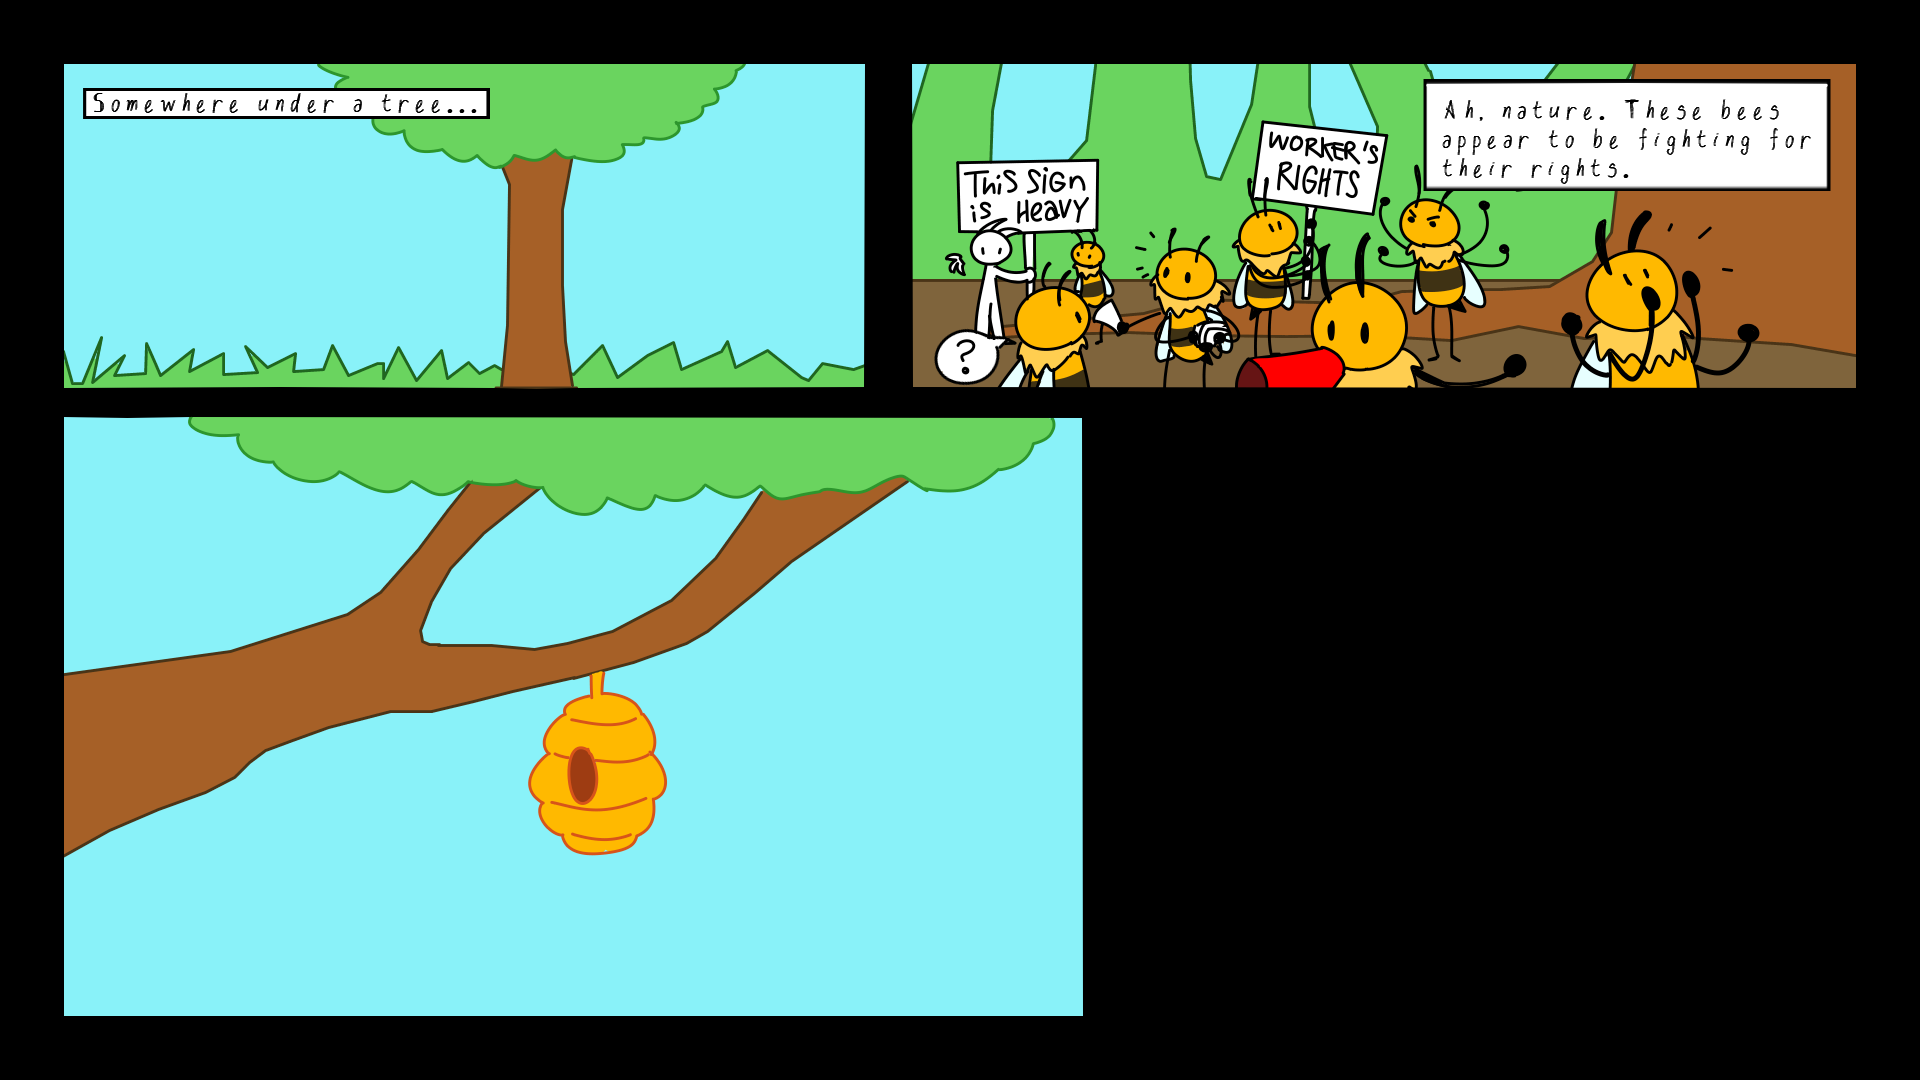 Somewhere under a tree...
Ah, nature. These bees
appear to be fighting for
their rights.
THiS SiGn
is HEAVY
WORKER'S
RIGHTS
?